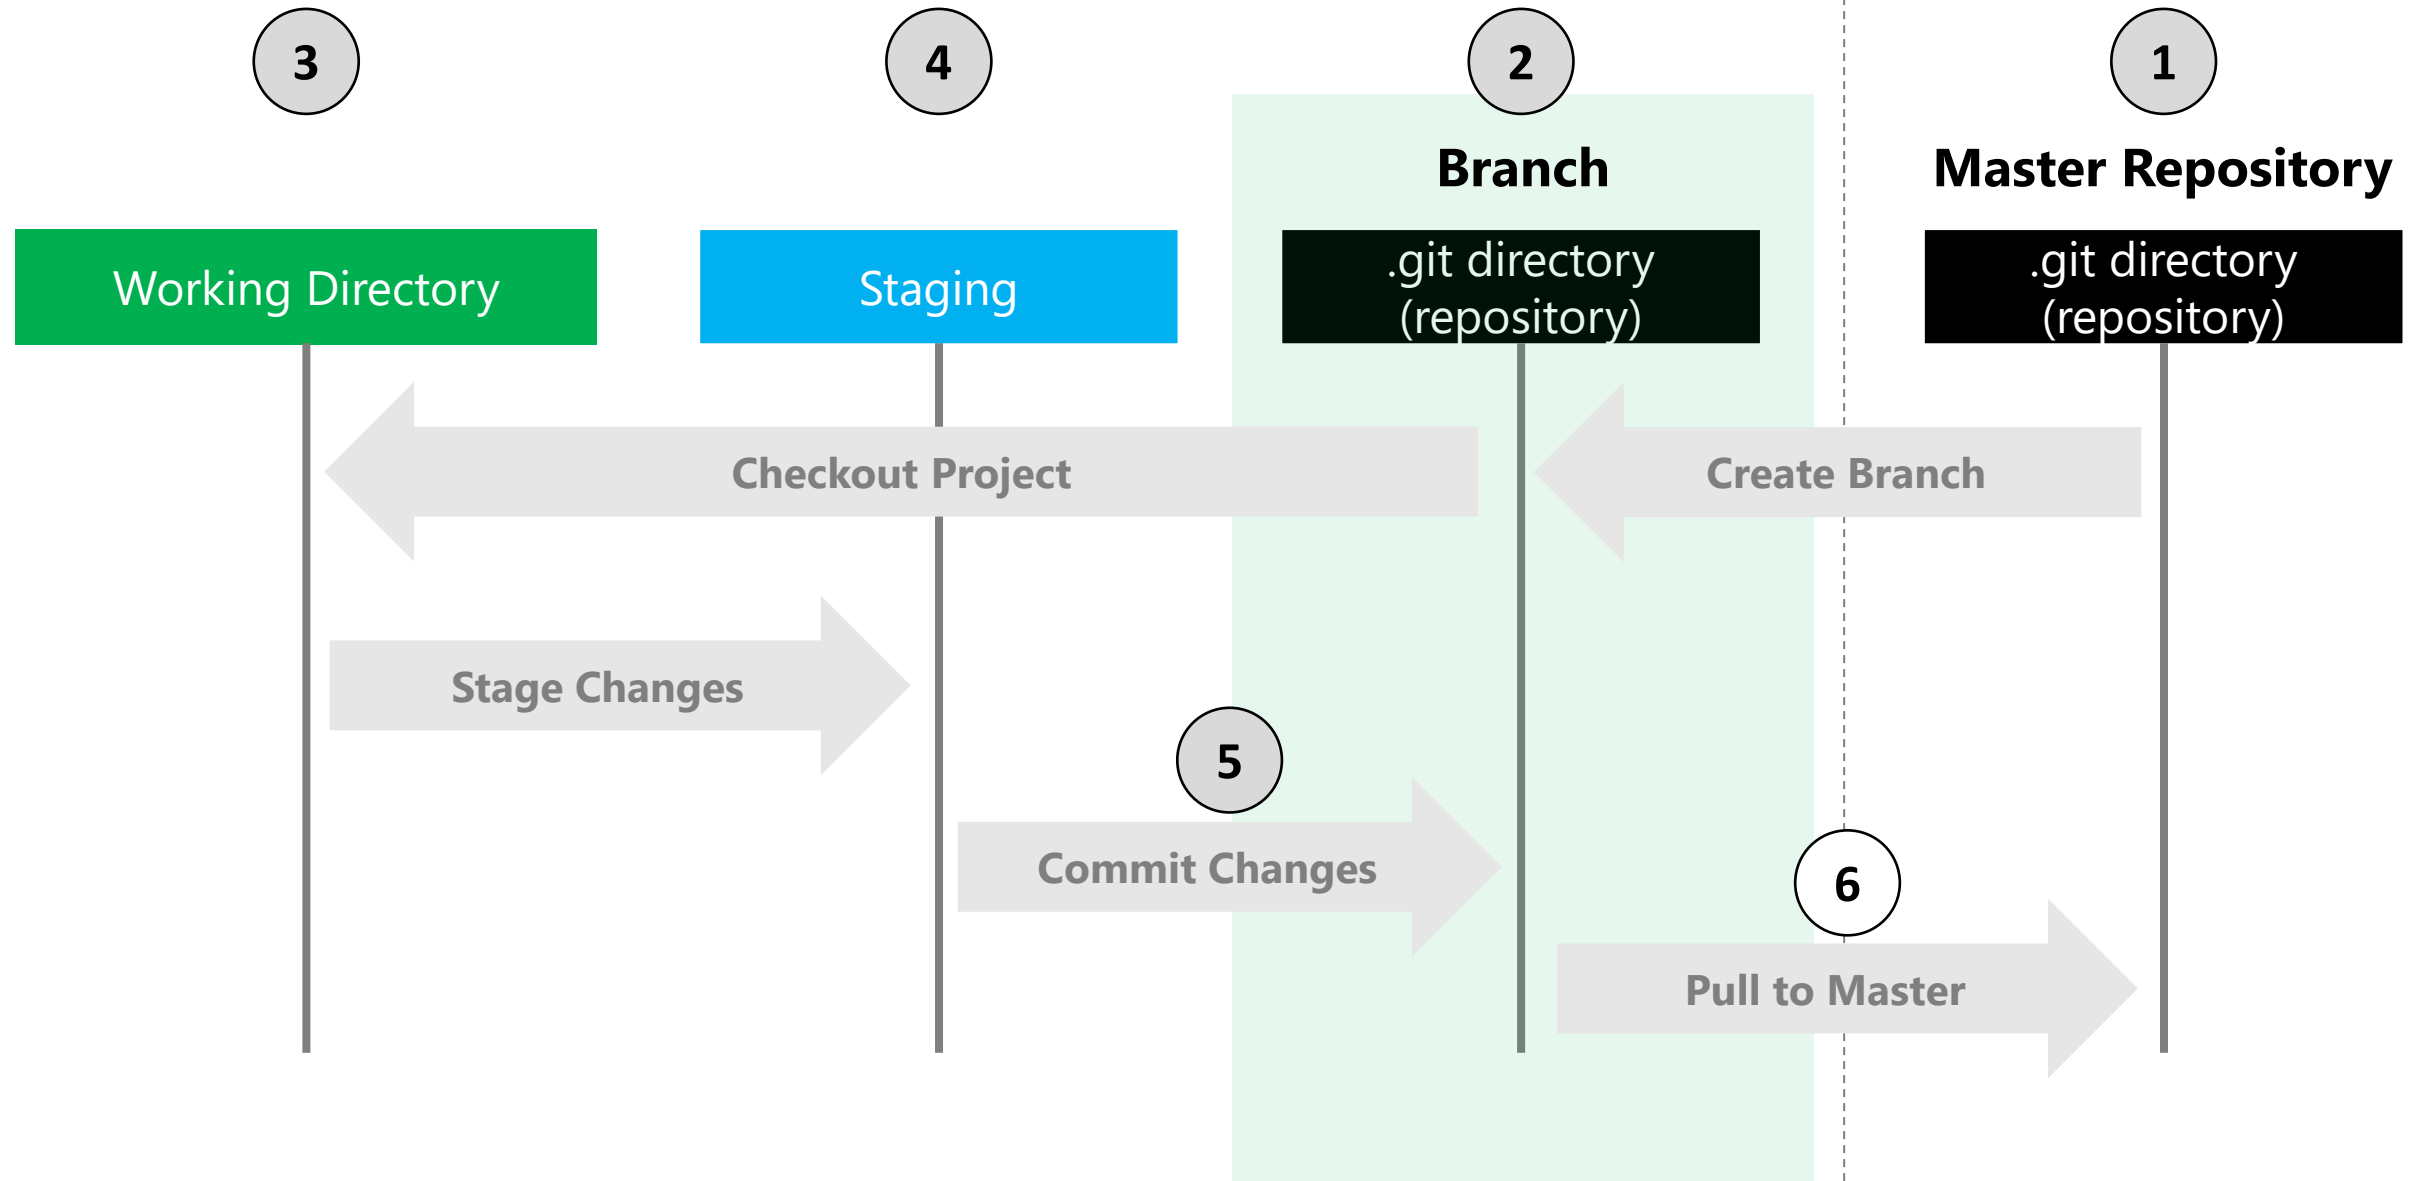 3
4
2
1
Branch
Master Repository
Working Directory
Staging
.git directory
(repository)
.git directory
(repository)
Checkout Project
Create Branch
Stage Changes
5
Commit Changes
6
Pull to Master